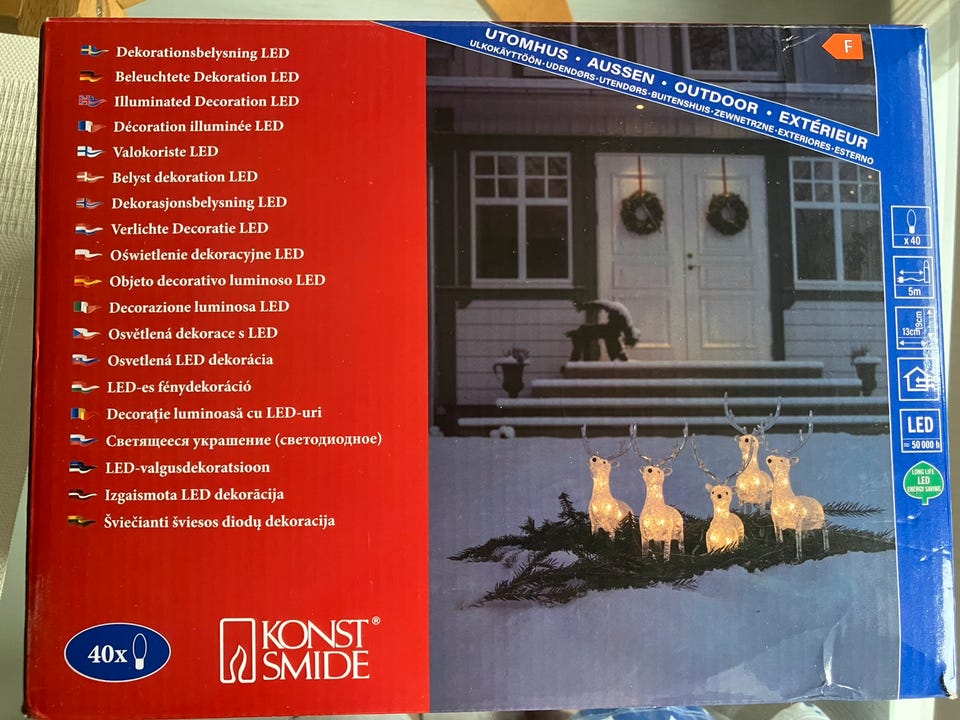 Dekorationsbelysning LED
Beleuchtete Dekoration LED
Illuminated Decoration LED
Décoration illuminée LED
Valokoriste LED
Belyst dekoration LED
Dekorasjonsbelysning LED
Verlichte Decoratie LED
Oświetlenie dekoracyjne LED
Objeto decorativo luminoso LED
Decorazione luminosa LED
Osvětlená dekorace s LED
Osvetlená LED dekorácia
LED-es fénydekoráció
Decorație luminoasă cu LED-uri
Светящееся украшение (светодиодное)
LED-valgusdekoratsioon
Izgaismota LED dekorācija
Šviečianti šviesos diodų dekoracija
40x
KONST
SMIDE®
UTOMHUS · AUSSEN · OUTDOOR · EXTÉRIEUR
ULKOKÄYTTÖÖN·UDENDØRS·UTENDØRS·BUITENSHUIS·ZEWNETRZNE·EXTERIORES·ESTERNO
F
x 40
5m
19cm
13cm
LED
≈ 50 000 h
LONG LIFE
LED
ENERGY SAVING